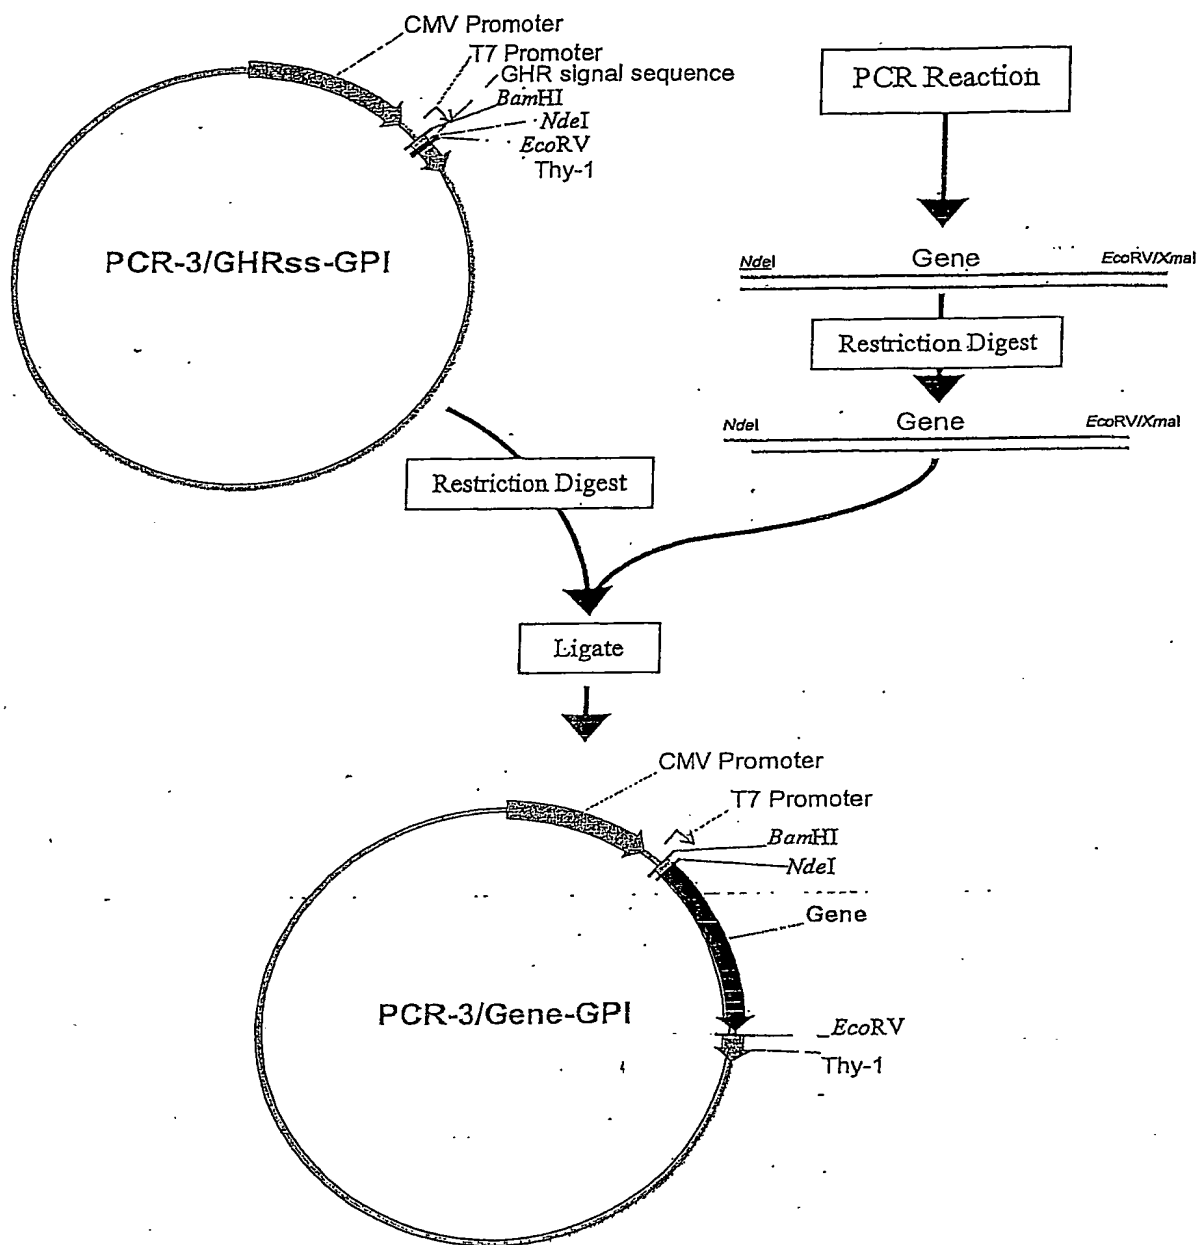 CMV Promoter
T7 Promoter
GHR signal sequence
BamHI
NdeI
EcoRV
Thy-1
PCR-3/GHRss-GPI
PCR Reaction
NdeI
Gene
EcoRV/XmaI
Restriction Digest
NdeI
Gene
EcoRV/XmaI
Restriction Digest
Ligate
CMV Promoter
T7 Promoter
BamHI
NdeI
Gene
PCR-3/Gene-GPI
EcoRV
Thy-1